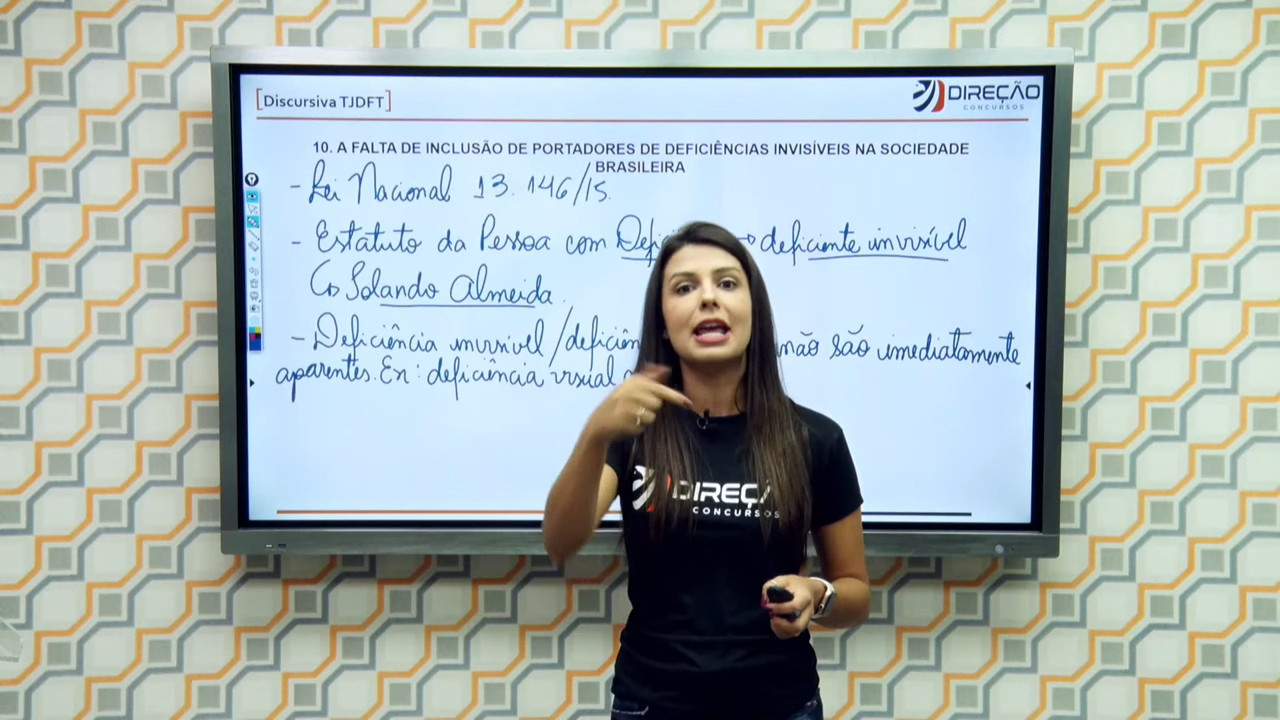 [Discursiva TJDFT]
DIREÇÃO
CONCURSOS
10. A FALTA DE INCLUSÃO DE PORTADORES DE DEFICIÊNCIAS INVISÍVEIS NA SOCIEDADE
BRASILEIRA
- Lei Nacional 13.146/15.
- Estatuto da Pessoa com → deficiente invisível
↳ Solando Almeida.
- Deficiência invisível / não são imediatamente
aparentes. Ex: deficiência visual
DIREÇÃO
CONCURSOS